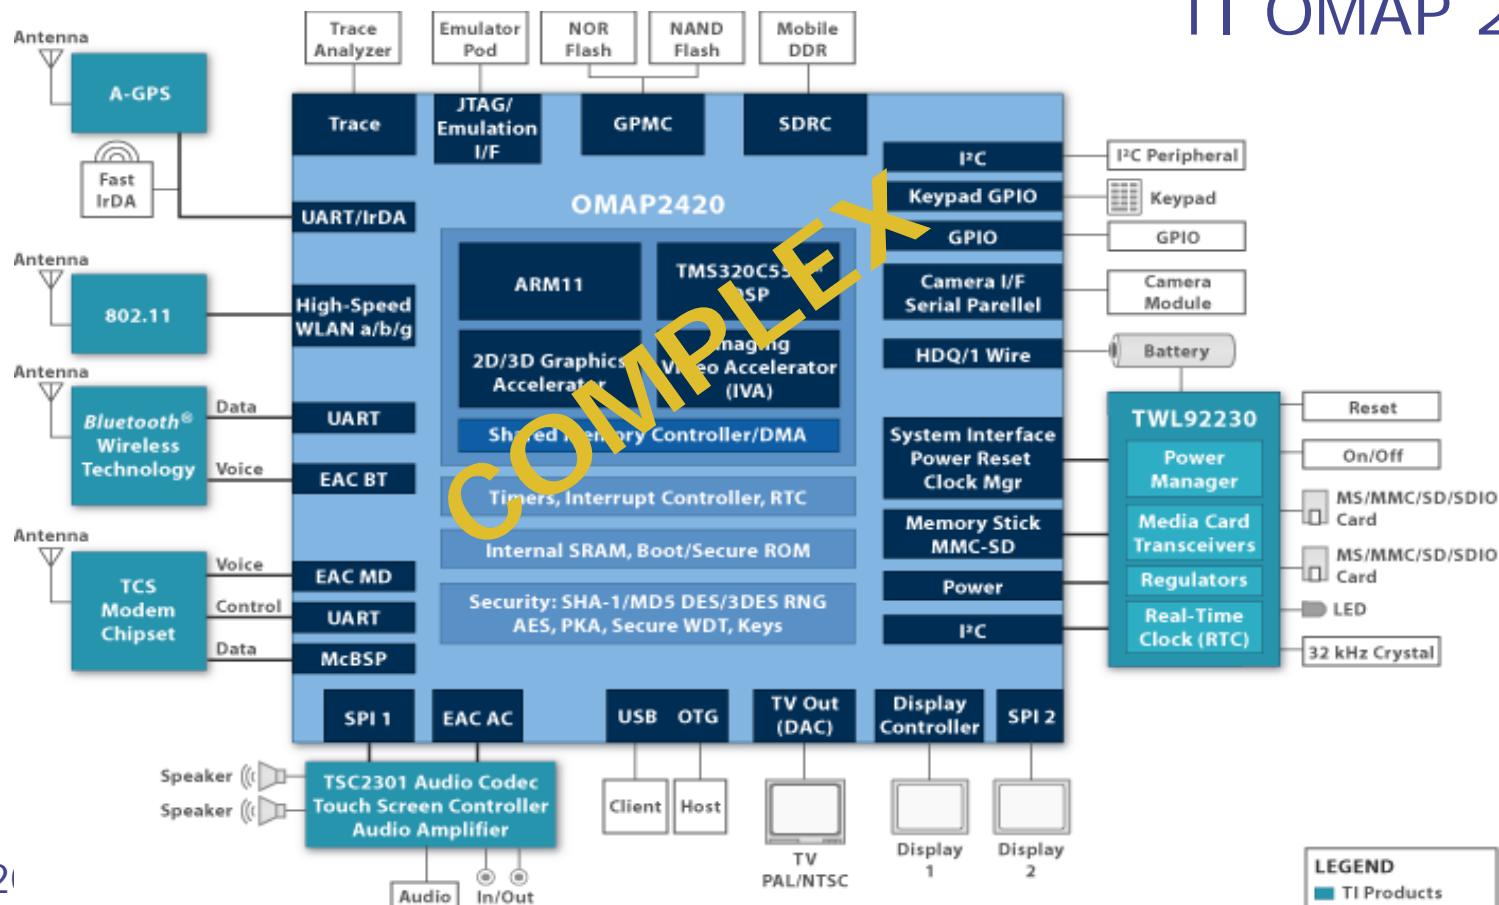 TI OMAP 2
Antenna
A-GPS
Fast
IrDA
Antenna
802.11
Antenna
Bluetooth®
Wireless
Technology
Data
Voice
Antenna
TCS
Modem
Chipset
Voice
Control
Data
Trace
Analyzer
Emulator
Pod
NOR
Flash
NAND
Flash
Mobile
DDR
Trace
JTAG/
Emulation
I/F
GPMC
SDRC
UART/IrDA
High-Speed
WLAN a/b/g
UART
EAC BT
EAC MD
UART
McBSP
OMAP2420
ARM11
TMS320C55
DSP
2D/3D Graphics
Accelerator
Imaging
Video Accelerator
(IVA)
Shared Memory Controller/DMA
Timers, Interrupt Controller, RTC
Internal SRAM, Boot/Secure ROM
Security: SHA-1/MD5 DES/3DES RNG
AES, PKA, Secure WDT, Keys
COMPLEX
I²C
Keypad GPIO
GPIO
Camera I/F
Serial Parellel
HDQ/1 Wire
System Interface
Power Reset
Clock Mgr
Memory Stick
MMC-SD
Power
I²C
I²C Peripheral
Keypad
GPIO
Camera
Module
Battery
TWL92230
Power
Manager
Media Card
Transceivers
Regulators
Real-Time
Clock (RTC)
Reset
On/Off
MS/MMC/SD/SDIO
Card
MS/MMC/SD/SDIO
Card
LED
32 kHz Crystal
SPI 1
EAC AC
USB OTG
TV Out
(DAC)
Display
Controller
SPI 2
Speaker
Speaker
TSC2301 Audio Codec
Touch Screen Controller
Audio Amplifier
Audio
In/Out
Client
Host
TV
PAL/NTSC
Display
1
Display
2
LEGEND
TI Products